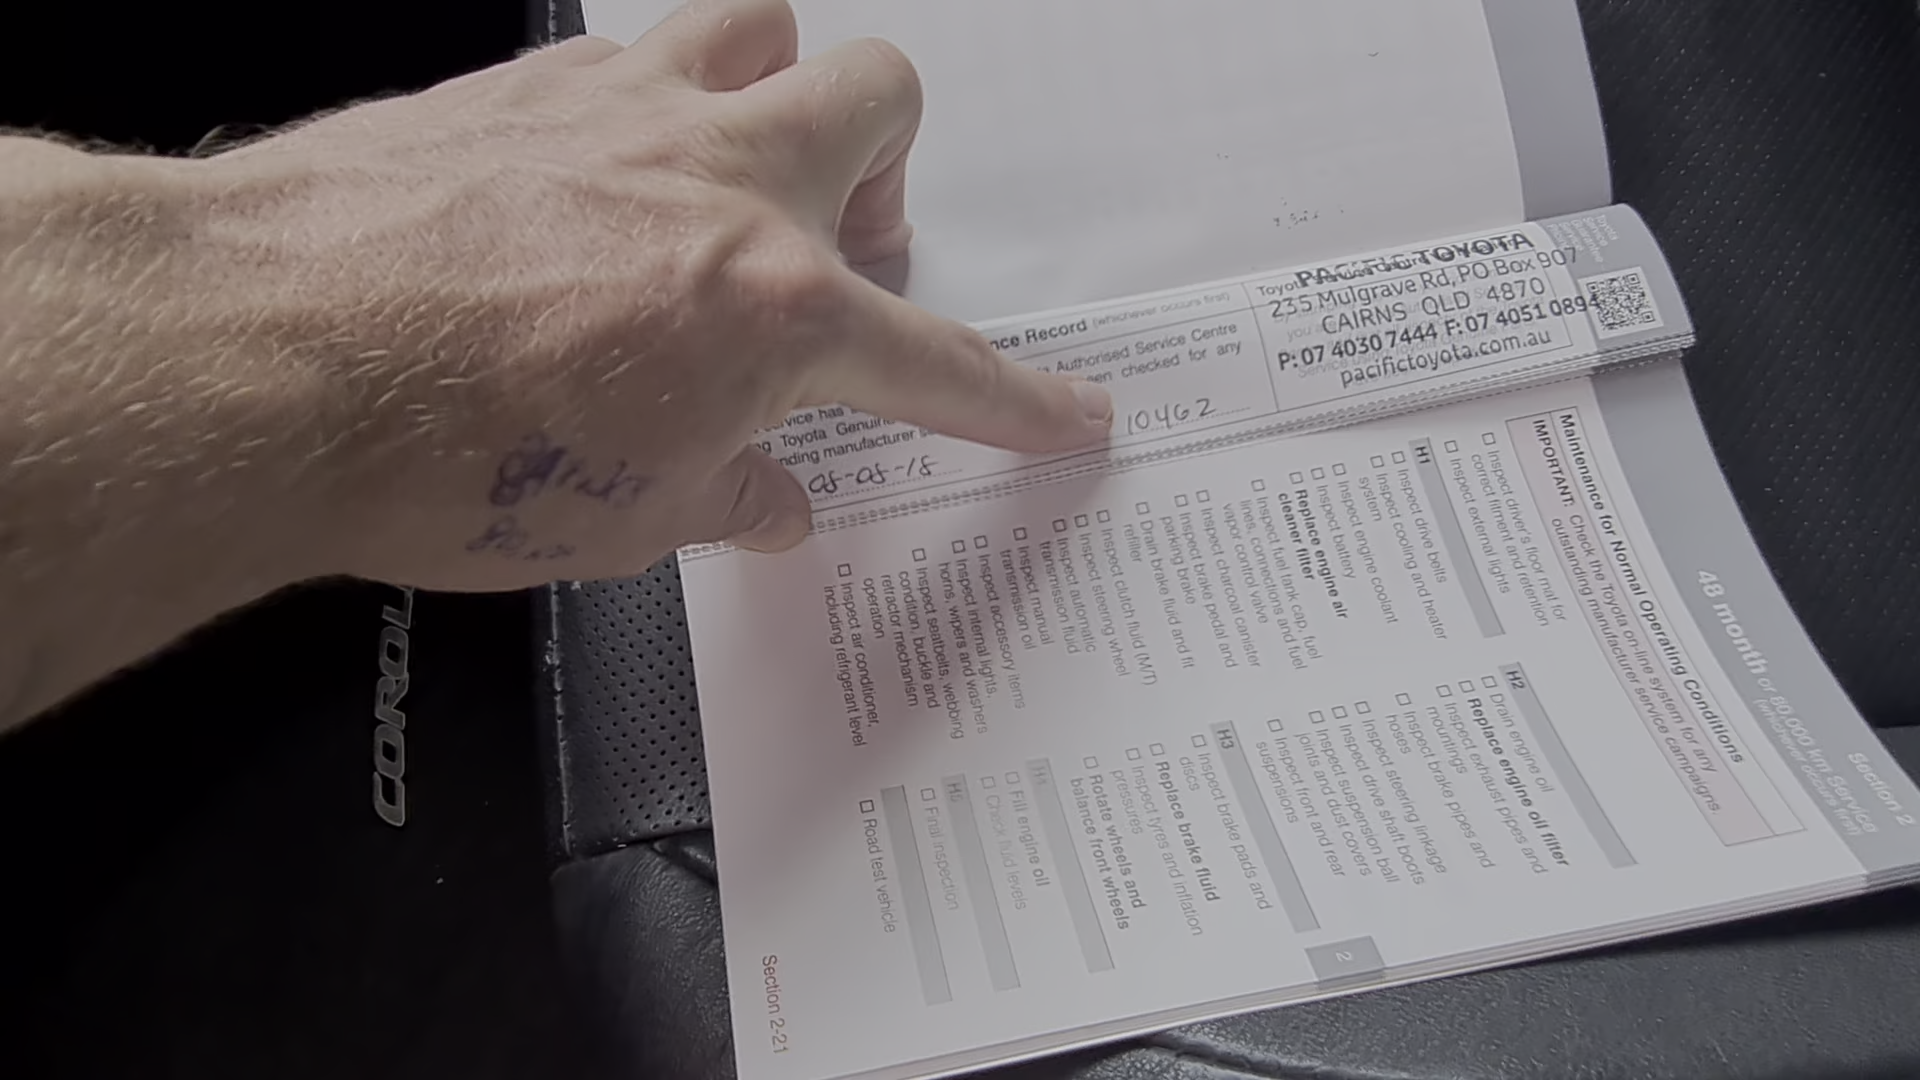 nce Record (whichever occurs first)
Authorised Service Centre
een checked for any
service has
Toyota Genuine
nding manufacturer
08-08-18
10462
PACIFIC TOYOTA
235 Mulgrave Rd, PO Box 907
CAIRNS QLD 4870
P: 07 4030 7444 F: 07 4051 0894
pacifictoyota.com.au
Section 2
48 month or 80,000 km Service
(whichever occurs first)
Maintenance for Normal Operating Conditions
IMPORTANT: Check the Toyota on-line system for any
outstanding manufacturer service campaigns.
Inspect driver's floor mat for
correct fitment and retention
Inspect external lights
H1
Inspect drive belts
Inspect cooling and heater
system
Inspect engine coolant
Inspect battery
Replace engine air
cleaner filter
Inspect fuel tank cap, fuel
lines, connections and fuel
vapor control valve
Inspect charcoal canister
Inspect brake pedal and
parking brake
Drain brake fluid and fit
refiller
Inspect clutch fluid (M/T)
Inspect steering wheel
Inspect automatic
transmission fluid
Inspect manual
transmission oil
Inspect accessory items
Inspect internal lights,
horns, wipers and washers
Inspect seatbelts, webbing
condition, buckle and
retractor mechanism
operation
Inspect air conditioner,
including refrigerant level
H2
Drain engine oil
Replace engine oil filter
Inspect exhaust pipes and
mountings
Inspect brake pipes and
hoses
Inspect steering linkage
Inspect drive shaft boots
Inspect suspension ball
joints and dust covers
Inspect front and rear
suspensions
H3
Inspect brake pads and
discs
Replace brake fluid
Inspect tyres and inflation
pressures
Rotate wheels and
balance front wheels
H4
Fill engine oil
Check fluid levels
H5
Final inspection
Road test vehicle
2
Section 2-21
COROL